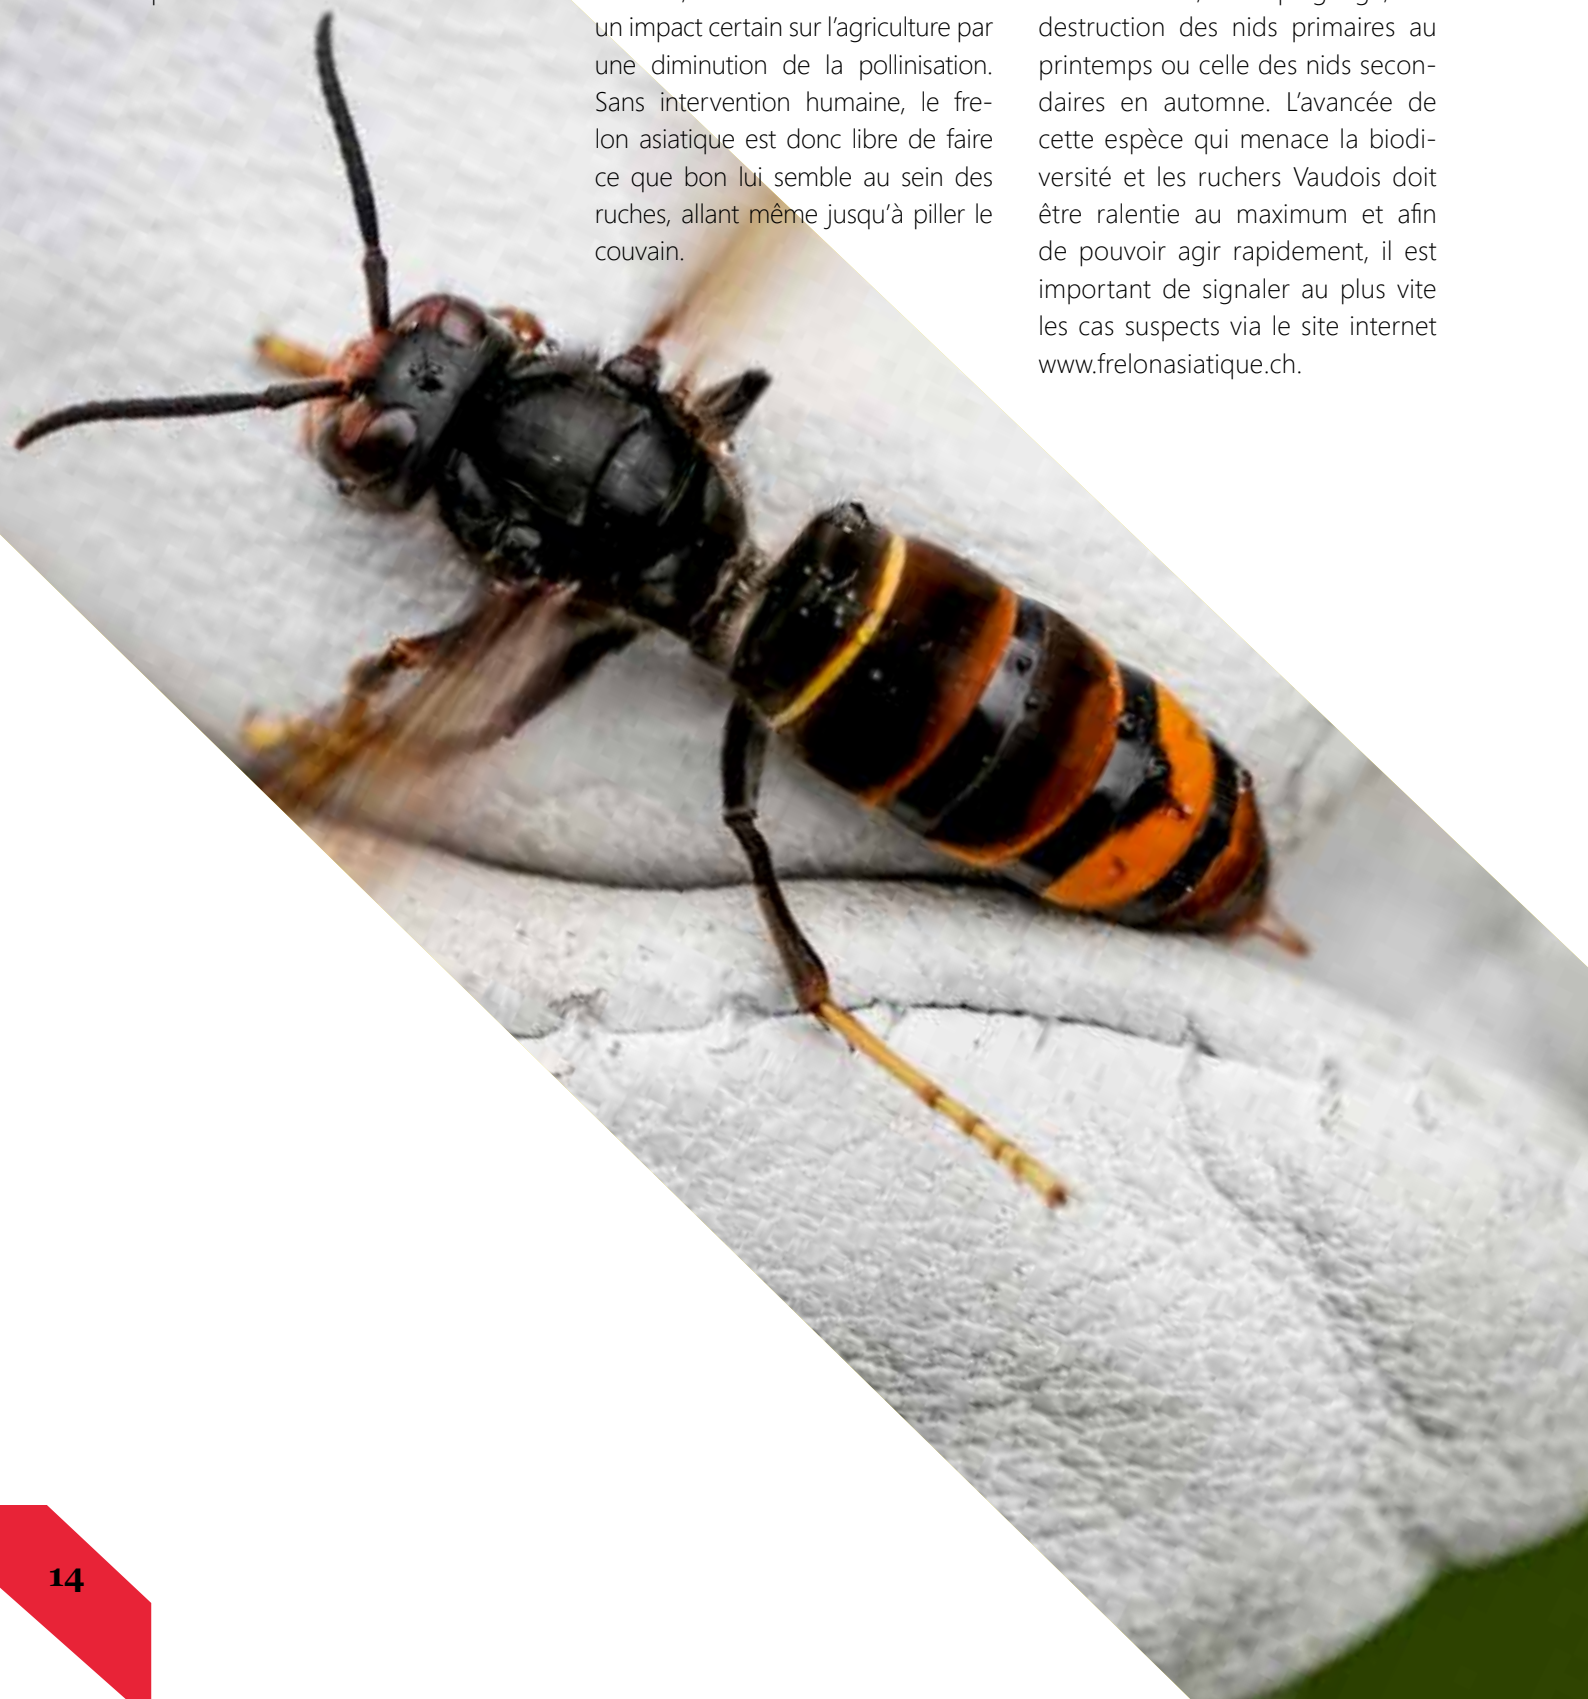 un impact certain sur l'agriculture par
une diminution de la pollinisation.
Sans intervention humaine, le fre-
lon asiatique est donc libre de faire
ce que bon lui semble au sein des
ruches, allant même jusqu'à piller le
couvain.
destruction des nids primaires au
printemps ou celle des nids secon-
daires en automne. L'avancée de
cette espèce qui menace la biodi-
versité et les ruchers Vaudois doit
être ralentie au maximum et afin
de pouvoir agir rapidement, il est
important de signaler au plus vite
les cas suspects via le site internet
www.frelonasiatique.ch.
14